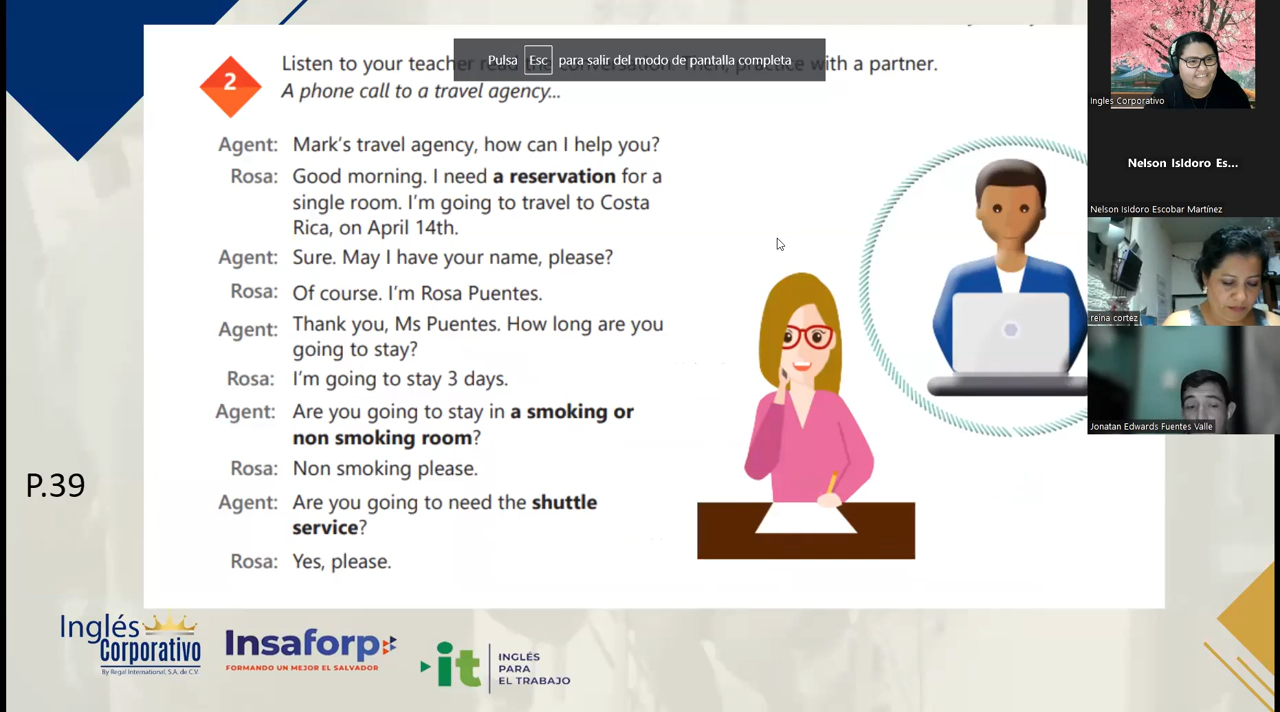 2
Listen to your teacher read the conversation. Then, practice with a partner.
Pulsa Esc para salir del modo de pantalla completa
A phone call to a travel agency...
Agent: Mark's travel agency, how can I help you?
Rosa: Good morning. I need a reservation for a
single room. I'm going to travel to Costa
Rica, on April 14th.
Agent: Sure. May I have your name, please?
Rosa: Of course. I'm Rosa Puentes.
Agent: Thank you, Ms Puentes. How long are you
going to stay?
Rosa: I'm going to stay 3 days.
Agent: Are you going to stay in a smoking or
non smoking room?
Rosa: Non smoking please.
Agent: Are you going to need the shuttle
service?
Rosa: Yes, please.
P.39
Ingles Corporativo
Nelson IsIdoro Es...
Nelson IsIdoro Escobar Martínez
reina cortez
Jonatan Edwards Fuentes Valle
Inglés
Corporativo
By Regal International, S.A. de C.V.
Insaforp
FORMANDO UN MEJOR EL SALVADOR
it
INGLÉS
PARA
EL TRABAJO